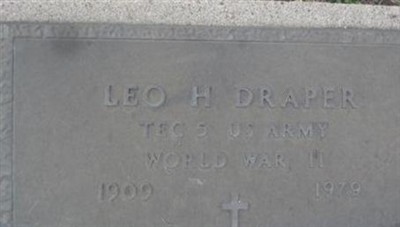 LEO H DRAPER
TEC 5 US ARMY
WORLD WAR II
1909 1979